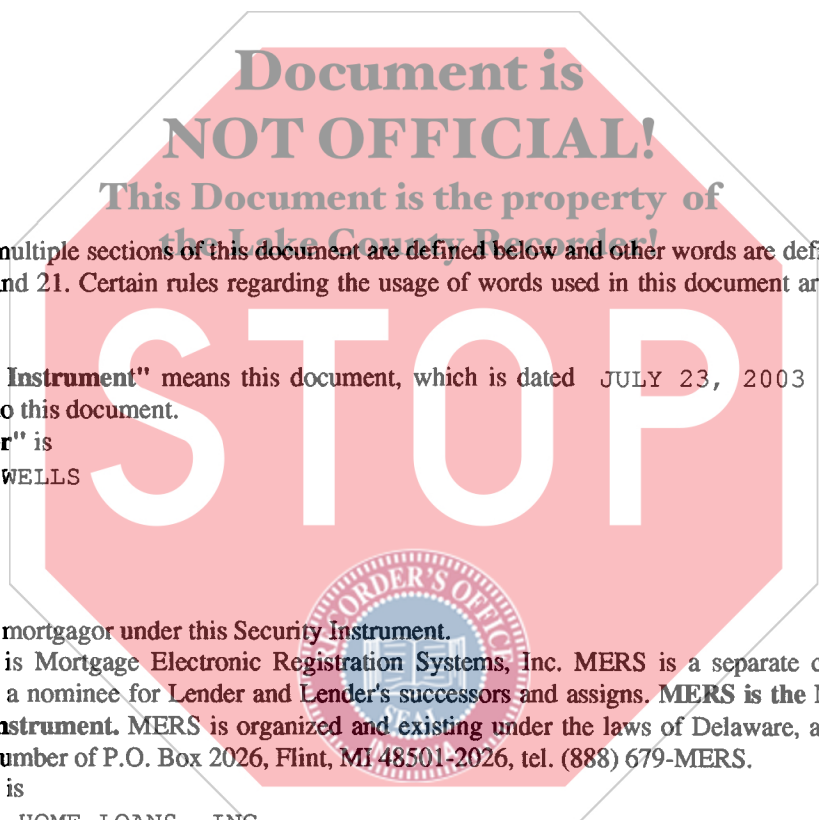 Document is
NOT OFFICIAL!
This Document is the property of
the Lake County Recorder!
multiple sections of this document are defined below and other words are defi
nd 21. Certain rules regarding the usage of words used in this document ar
Instrument" means this document, which is dated JULY 23, 2003
o this document.
r" is
WELLS
STOP
RECORDER'S OFFICE
SEAL
mortgagor under this Security Instrument.
is Mortgage Electronic Registration Systems, Inc. MERS is a separate c
a nominee for Lender and Lender's successors and assigns. MERS is the M
nstrument. MERS is organized and existing under the laws of Delaware, a
umber of P.O. Box 2026, Flint, MI 48501-2026, tel. (888) 679-MERS.
is
HOME LOANS, INC